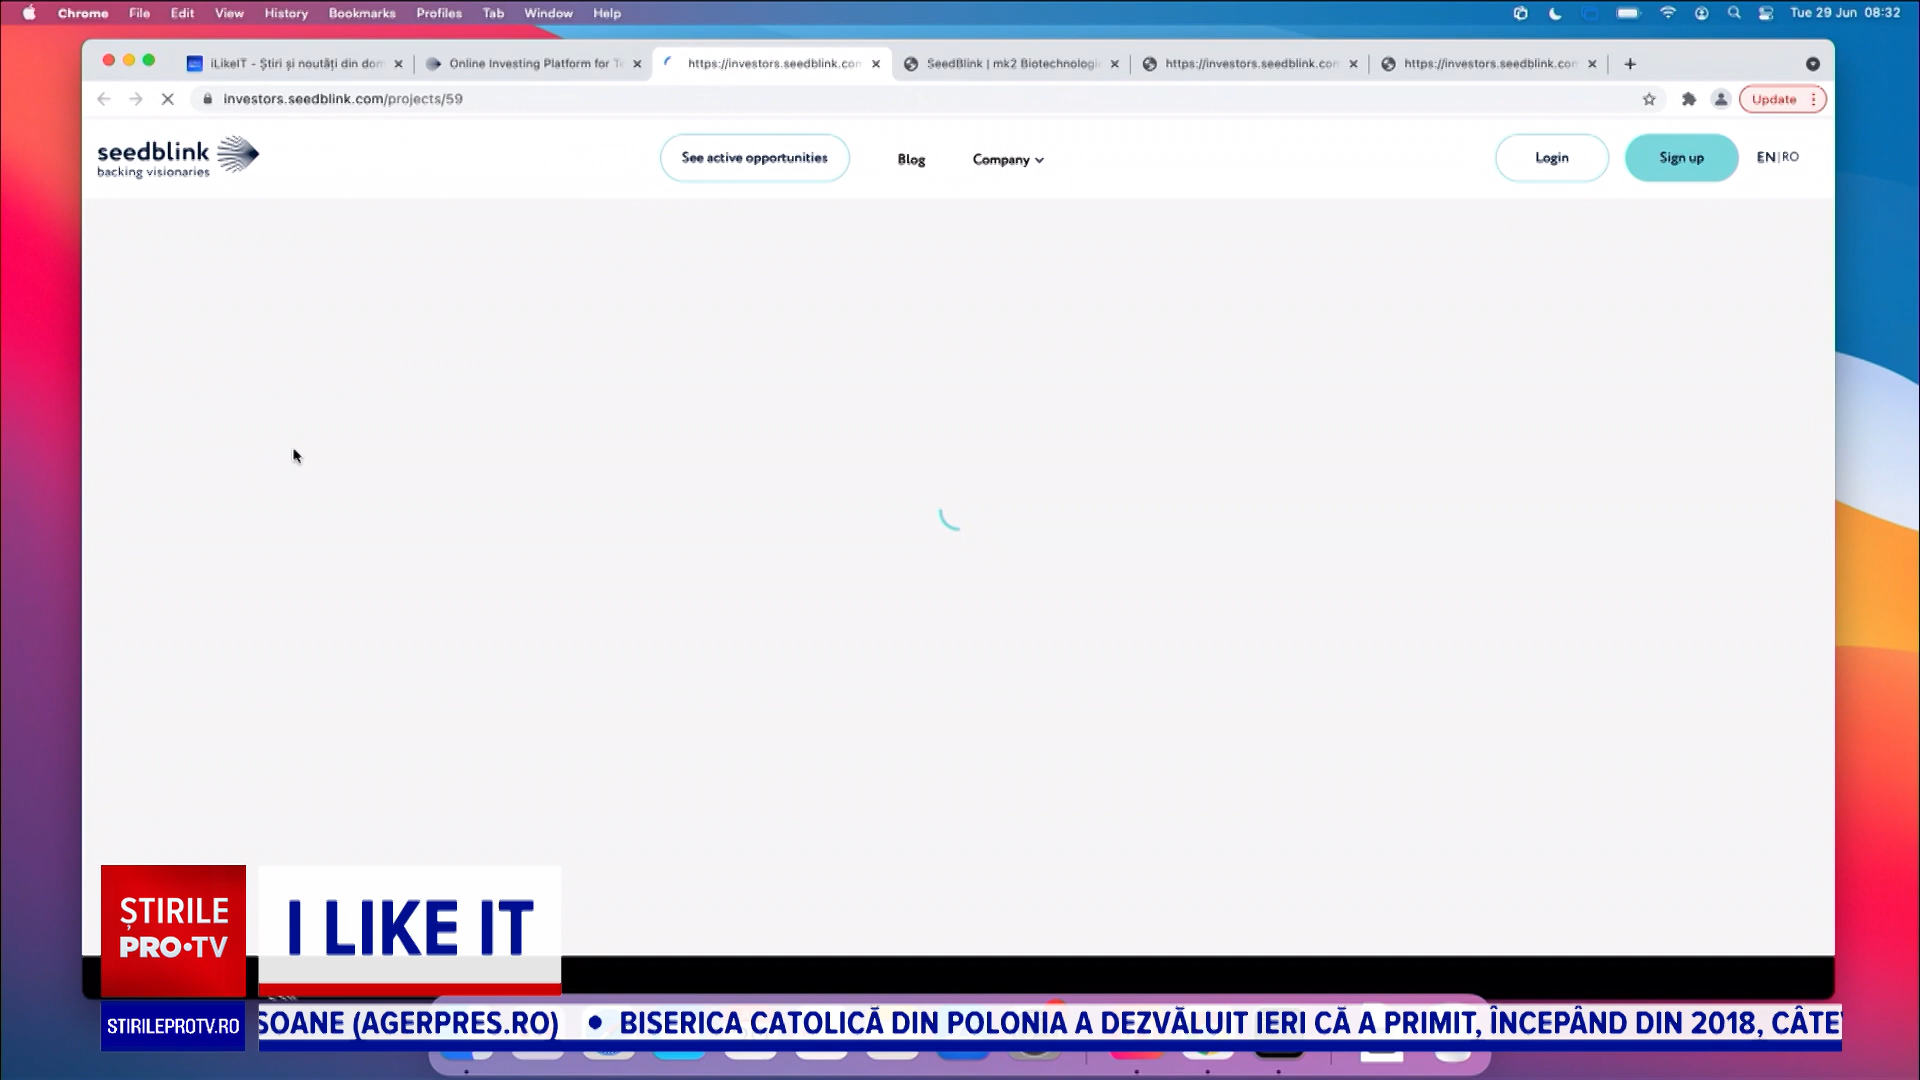 Chrome File Edit View History Bookmarks Profiles Tab Window Help Tue 29 Jun 08:32
iLikeIT - Știri și noutăți din dom Online Investing Platform for Te https://investors.seedblink.com SeedBlink | mk2 Biotechnologi https://investors.seedblink.com https://investors.seedblink.com
investors.seedblink.com/projects/59 Update
seedblink
backing visionaries
See active opportunities Blog Company Login Sign up EN|RO
ȘTIRILE
PRO•TV
I LIKE IT
STIRILEPROTV.RO
SOANE (AGERPRES.RO) • BISERICA CATOLICĂ DIN POLONIA A DEZVĂLUIT IERI CĂ A PRIMIT, ÎNCEPÂND DIN 2018, CÂTE